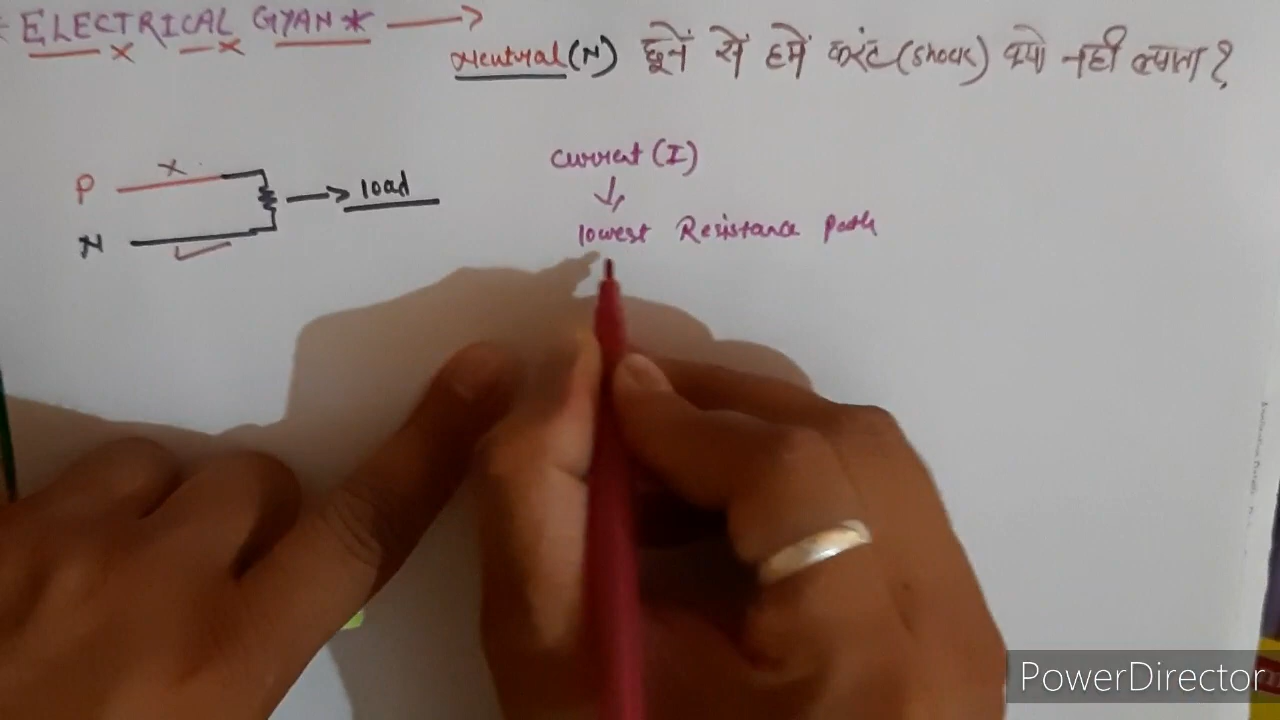 * ELECTRICAL GYAN * →
Neutral (N) छूनें सें हमें करंट (shock) क्यो नही लगता ?
P X → load
N
Current (I)
↓
lowest Resistance path
PowerDirector